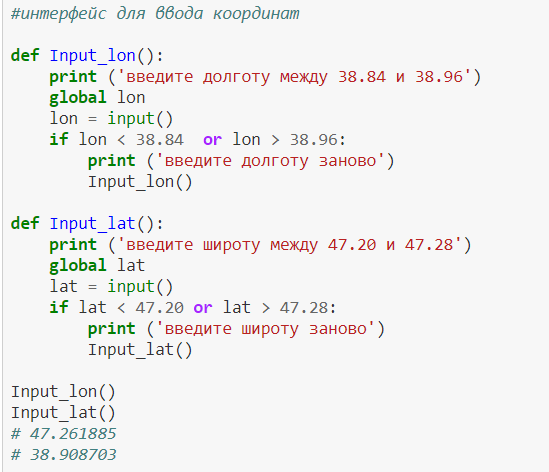 #интерфейс для ввода координат

def Input_lon():
    print ('введите долготу между 38.84 и 38.96')
    global lon
    lon = input()
    if lon < 38.84  or lon > 38.96:
        print ('введите долготу заново')
        Input_lon()

def Input_lat():
    print ('введите широту между 47.20 и 47.28')
    global lat
    lat = input()
    if lat < 47.20 or lat > 47.28:
        print ('введите широту заново')
        Input_lat()

Input_lon()
Input_lat()
# 47.261885
# 38.908703